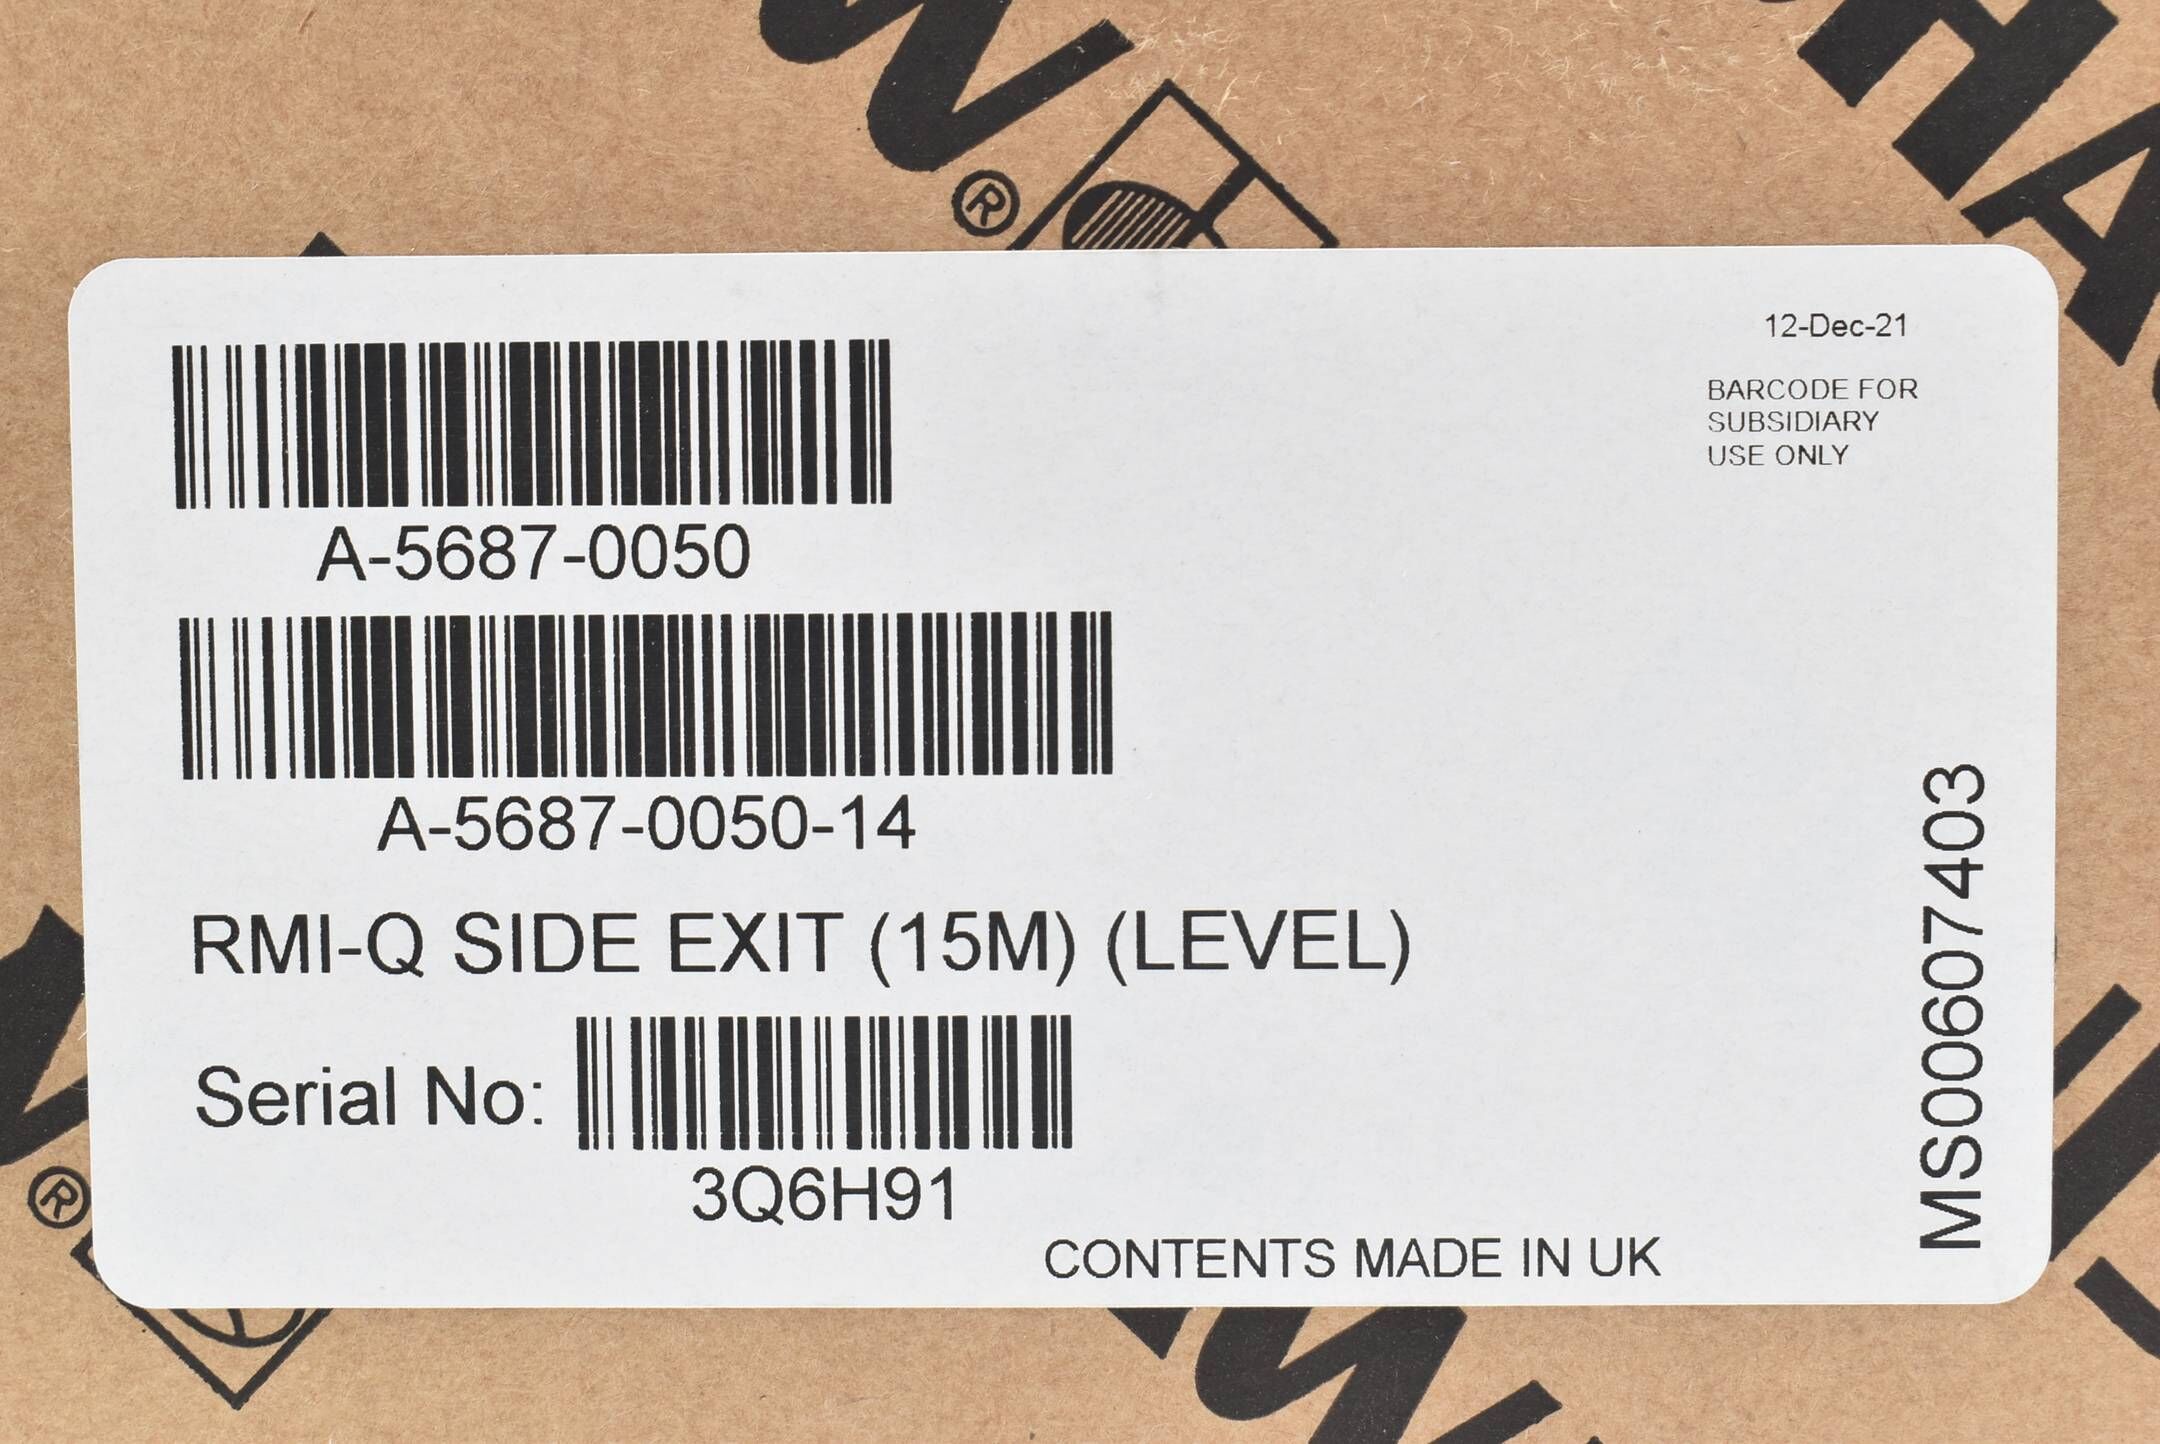 12-Dec-21
BARCODE FOR
SUBSIDIARY
USE ONLY
A-5687-0050
A-5687-0050-14
RMI-Q SIDE EXIT (15M) (LEVEL)
Serial No:
3Q6H91
CONTENTS MADE IN UK
MS00607403
®
®